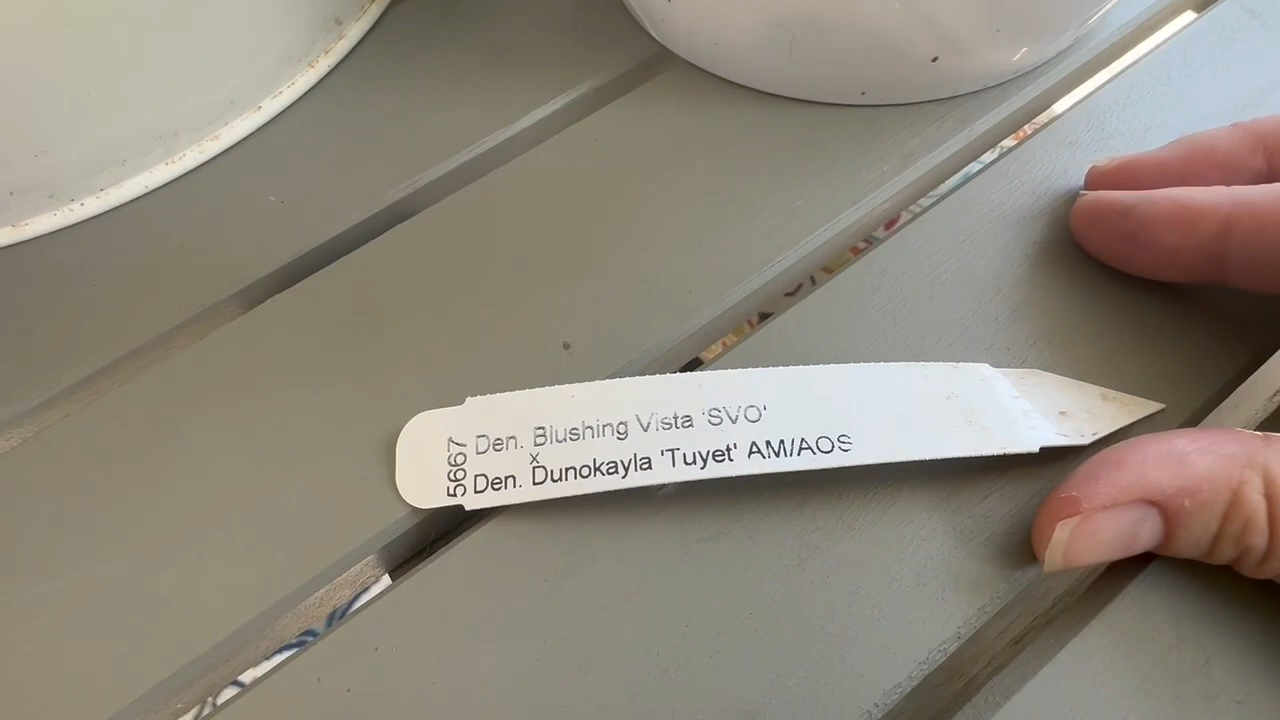 5667
Den. Blushing Vista 'SVO'
x
Den. Dunokayla 'Tuyet' AM/AOS